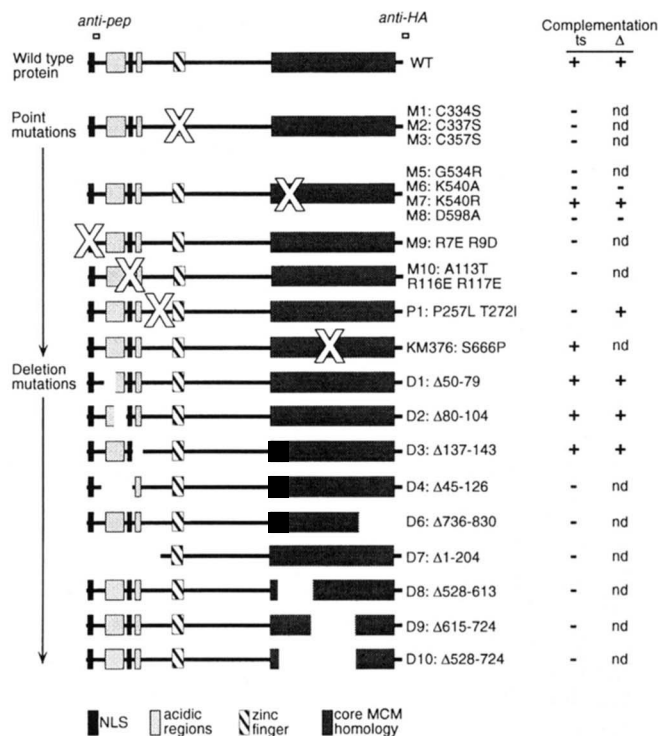 anti-pep anti-HA
Complementation
ts Δ
Wild type protein WT + +
Point mutations
M1: C334S - nd
M2: C337S - nd
M3: C357S - nd
M5: G534R - nd
M6: K540A - -
M7: K540R + +
M8: D598A - -
M9: R7E R9D - nd
M10: A113T
R116E R117E - nd
P1: P257L T272I - +
KM376: S666P + nd
Deletion mutations
D1: Δ50-79 + +
D2: Δ80-104 + +
D3: Δ137-143 + +
D4: Δ45-126 - nd
D6: Δ736-830 - nd
D7: Δ1-204 - nd
D8: Δ528-613 - nd
D9: Δ615-724 - nd
D10: Δ528-724 - nd
NLS acidic regions zinc finger core MCM homology